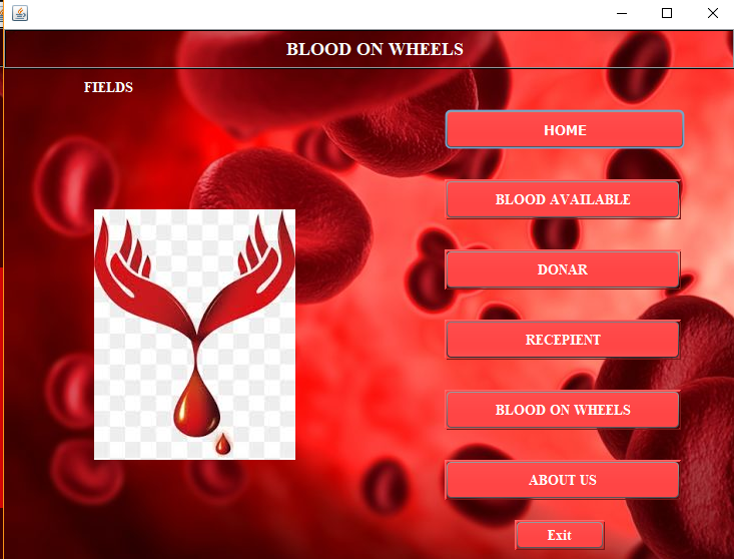 BLOOD ON WHEELS
FIELDS
HOME
BLOOD AVAILABLE
DONAR
RECEPIENT
BLOOD ON WHEELS
ABOUT US
Exit